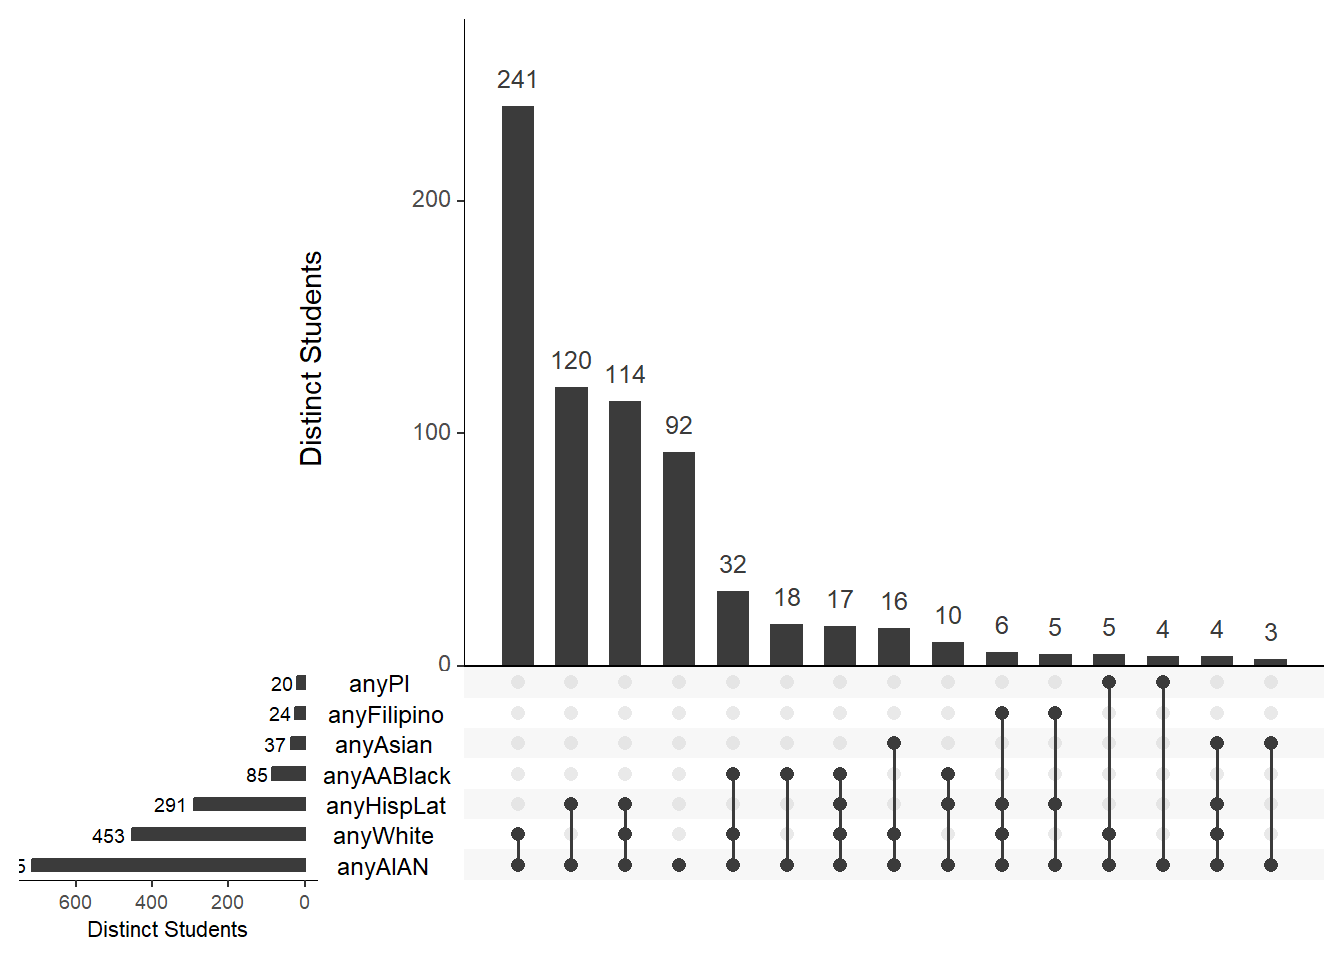 241
120
114
92
32
18
17
16
10
6
5
5
4
4
3
200
100
0
Distinct Students
20 anyPI
24 anyFilipino
37 anyAsian
85 anyAABlack
291 anyHispLat
453 anyWhite
5 anyAIAN
600 400 200 0
Distinct Students